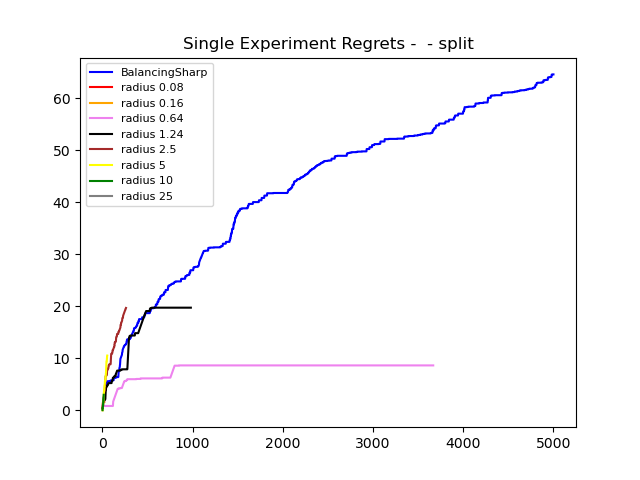 Single Experiment Regrets -  - split
BalancingSharp
radius 0.08
radius 0.16
radius 0.64
radius 1.24
radius 2.5
radius 5
radius 10
radius 25
60
50
40
30
20
10
0
0 1000 2000 3000 4000 5000